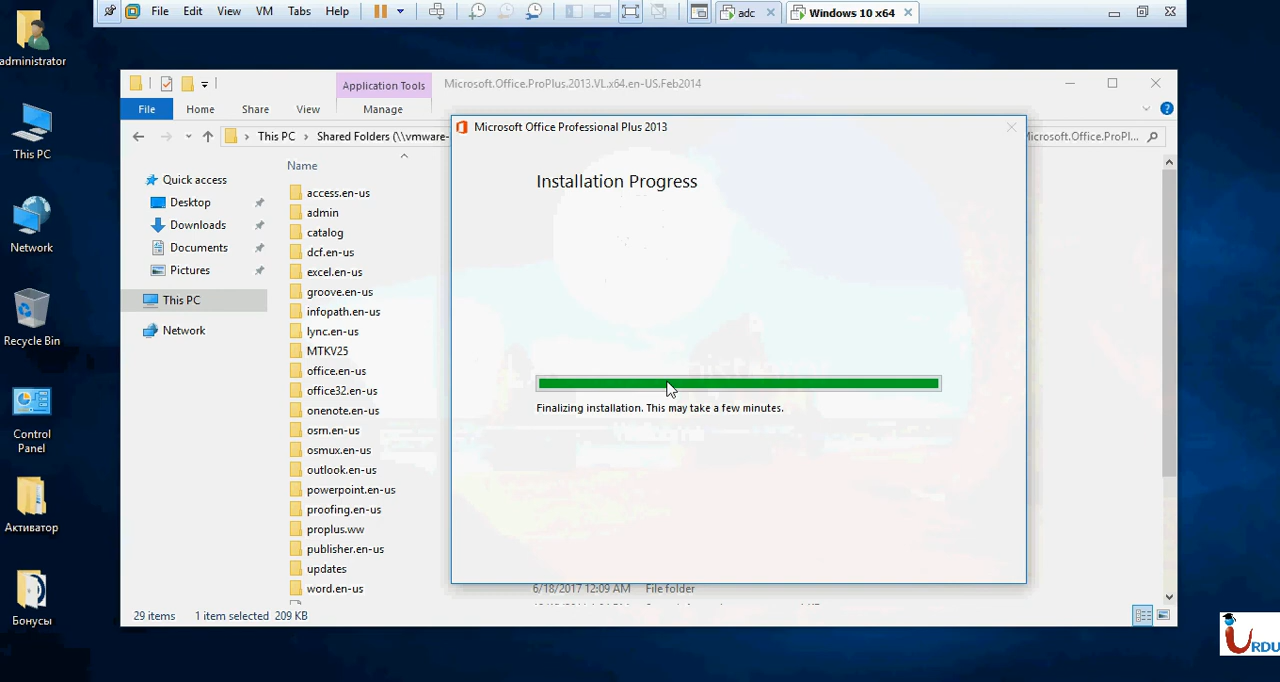 File Edit View VM Tabs Help
adc
Windows 10 x64
administrator
This PC
Network
Recycle Bin
Control
Panel
Активатор
Бонусы
Application Tools
Microsoft.Office.ProPlus.2013.VL.x64.en-US.Feb2014
File Home Share View Manage
This PC > Shared Folders (\\vmware-
Microsoft.Office.ProPl...
Quick access
Desktop
Downloads
Documents
Pictures
This PC
Network
Name
access.en-us
admin
catalog
dcf.en-us
excel.en-us
groove.en-us
infopath.en-us
lync.en-us
MTKV25
office.en-us
office32.en-us
onenote.en-us
osm.en-us
osmux.en-us
outlook.en-us
powerpoint.en-us
proofing.en-us
proplus.ww
publisher.en-us
updates
word.en-us
6/18/2017 12:09 AM File folder
29 items 1 item selected 209 KB
Microsoft Office Professional Plus 2013
Installation Progress
Finalizing installation. This may take a few minutes.
URDU